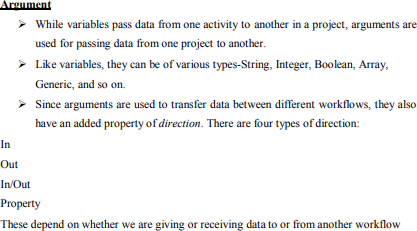 Argument
➢ While variables pass data from one activity to another in a project, arguments are
used for passing data from one project to another.
➢ Like variables, they can be of various types-String, Integer, Boolean, Array,
Generic, and so on.
➢ Since arguments are used to transfer data between different workflows, they also
have an added property of direction. There are four types of direction:
In
Out
In/Out
Property
These depend on whether we are giving or receiving data to or from another workflow